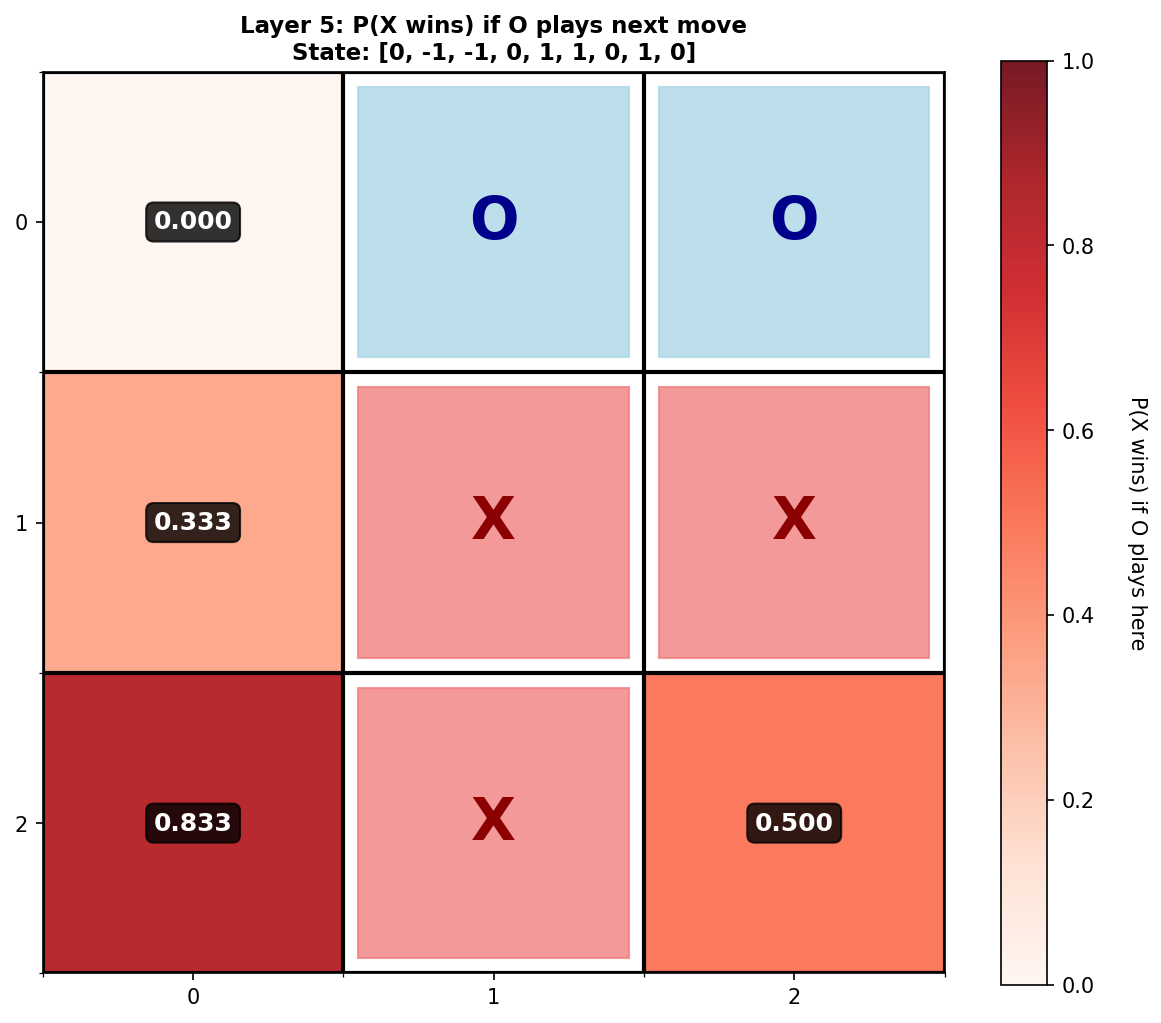 Layer 5: P(X wins) if O plays next move
State: [0, -1, -1, 0, 1, 1, 0, 1, 0]
0
0.000
O
O
1
0.333
X
X
2
0.833
X
0.500
0
1
2
1.0
0.8
0.6
0.4
0.2
0.0
P(X wins) if O plays here